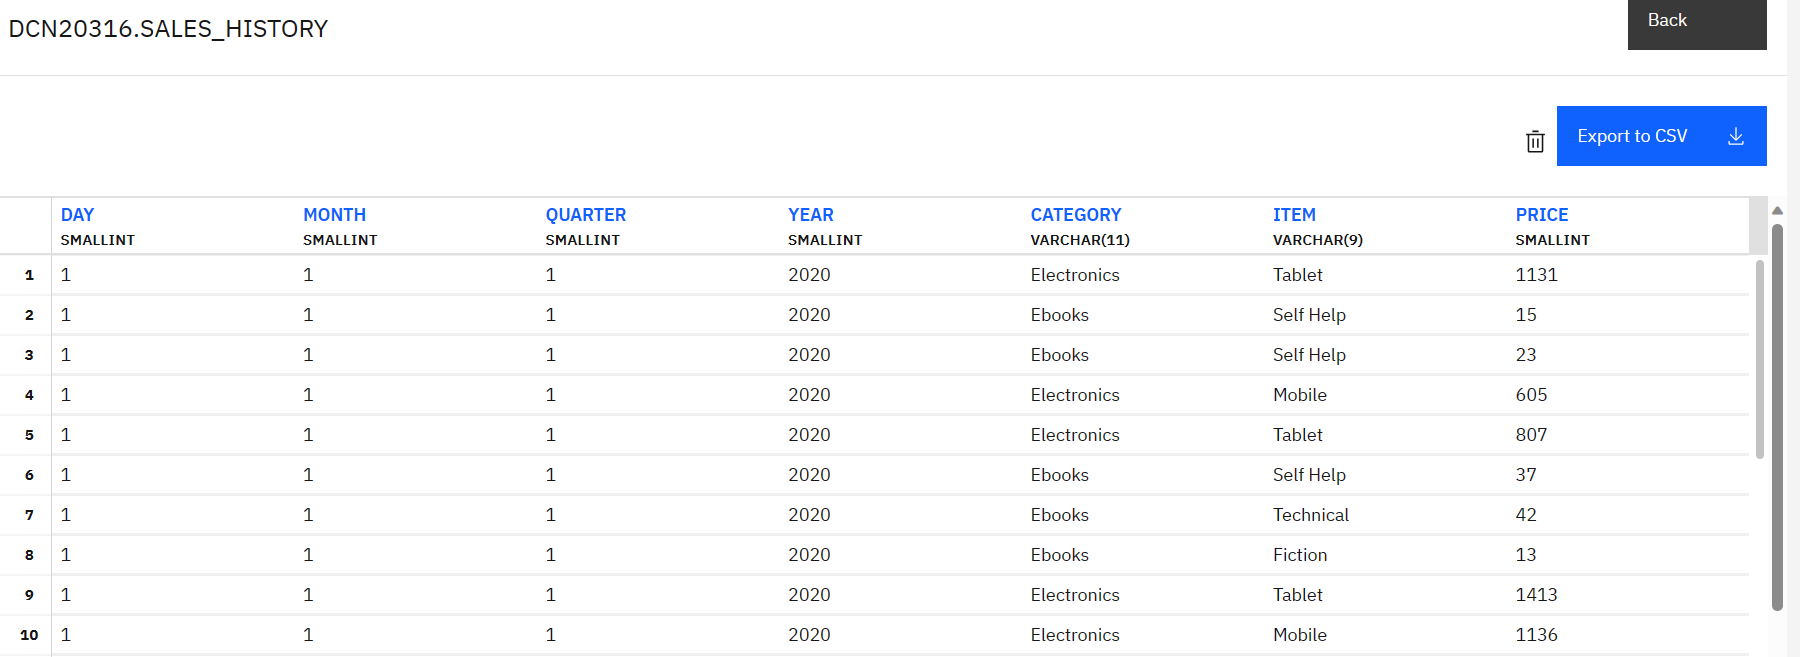 DCN20316.SALES_HISTORY
Back
Export to CSV
DAY MONTH QUARTER YEAR CATEGORY ITEM PRICE
SMALLINT SMALLINT SMALLINT SMALLINT VARCHAR(11) VARCHAR(9) SMALLINT
1 1 1 1 2020 Electronics Tablet 1131
2 1 1 1 2020 Ebooks Self Help 15
3 1 1 1 2020 Ebooks Self Help 23
4 1 1 1 2020 Electronics Mobile 605
5 1 1 1 2020 Electronics Tablet 807
6 1 1 1 2020 Ebooks Self Help 37
7 1 1 1 2020 Ebooks Technical 42
8 1 1 1 2020 Ebooks Fiction 13
9 1 1 1 2020 Electronics Tablet 1413
10 1 1 1 2020 Electronics Mobile 1136